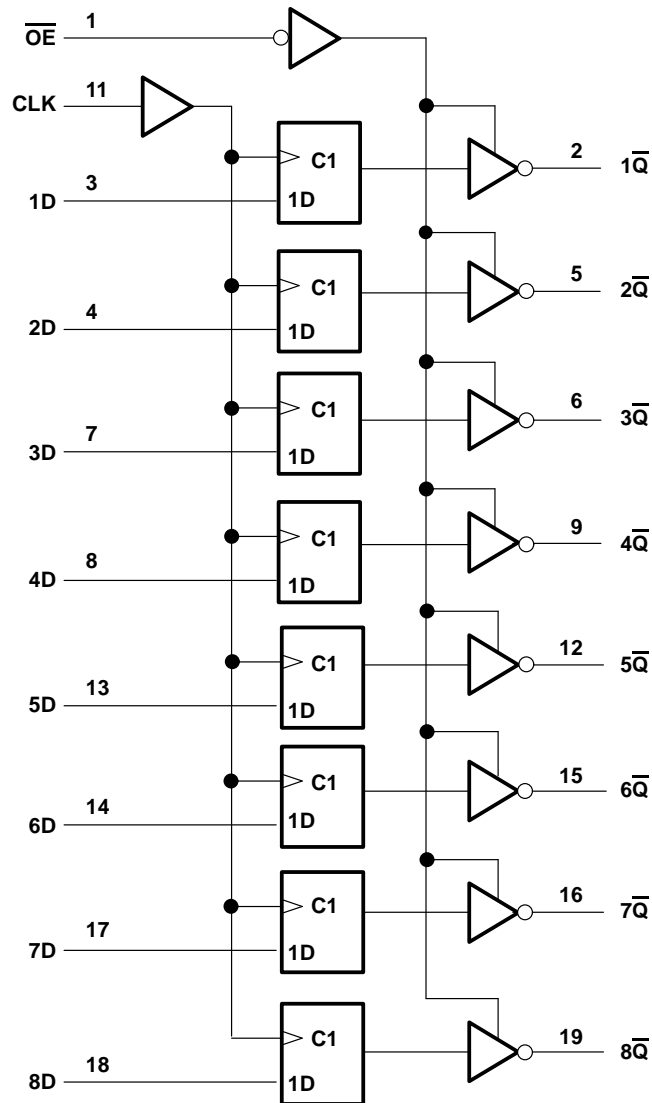 O̅E̅ 1
CLK 11
C1
2 1Q̅
1D 3 1D
C1
5 2Q̅
2D 4 1D
C1
6 3Q̅
3D 7 1D
C1
9 4Q̅
4D 8 1D
C1
12 5Q̅
5D 13 1D
C1
15 6Q̅
6D 14 1D
C1
16 7Q̅
7D 17 1D
C1
19 8Q̅
8D 18 1D